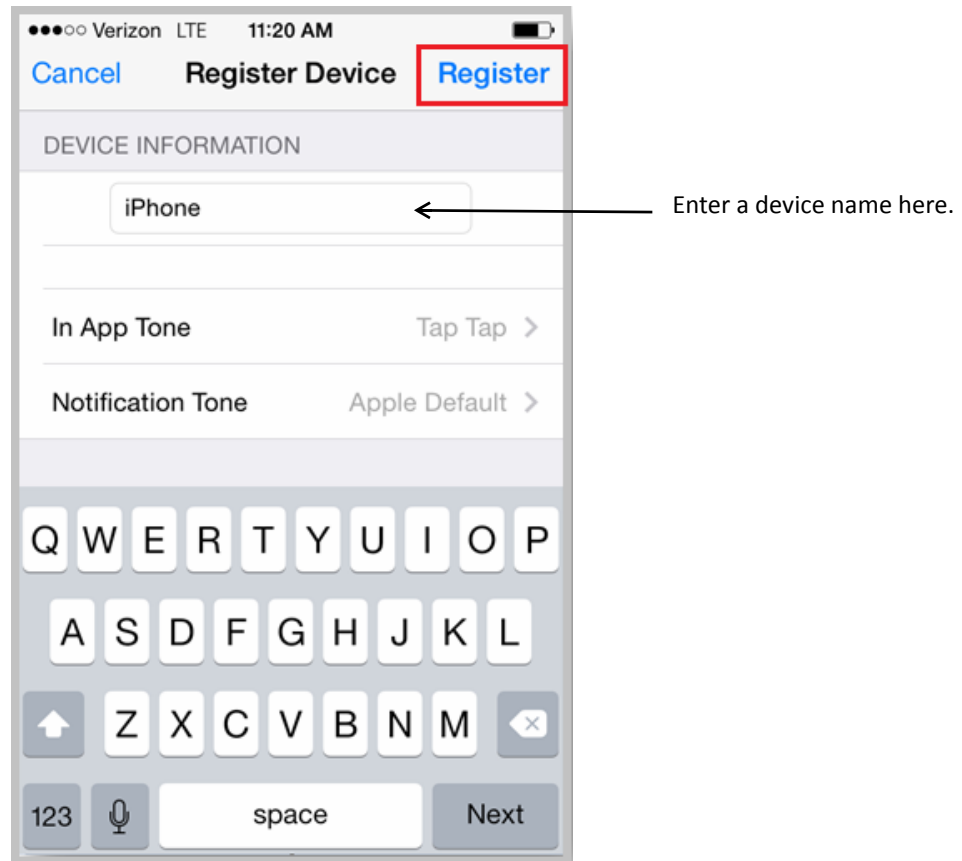 Verizon LTE 11:20 AM
Cancel Register Device Register
DEVICE INFORMATION
iPhone
Enter a device name here.
In App Tone Tap Tap
Notification Tone Apple Default
Q W E R T Y U I O P
A S D F G H J K L
Z X C V B N M
123 space Next